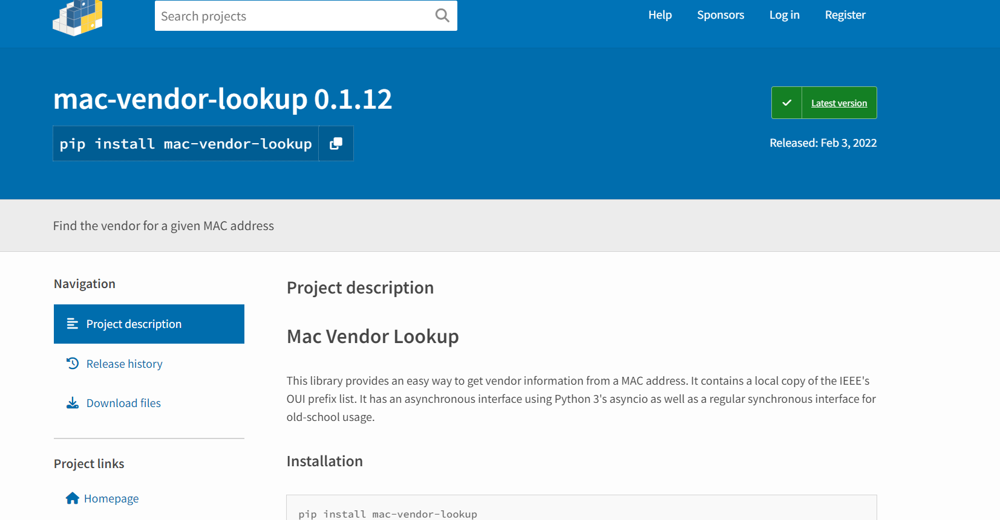 Search projects
Help
Sponsors
Log in
Register
mac-vendor-lookup 0.1.12
pip install mac-vendor-lookup
Latest version
Released: Feb 3, 2022
Find the vendor for a given MAC address
Navigation
Project description
Release history
Download files
Project links
Homepage
Project description
Mac Vendor Lookup
This library provides an easy way to get vendor information from a MAC address. It contains a local copy of the IEEE's
OUI prefix list. It has an asynchronous interface using Python 3's asyncio as well as a regular synchronous interface for
old-school usage.
Installation
pip install mac-vendor-lookup